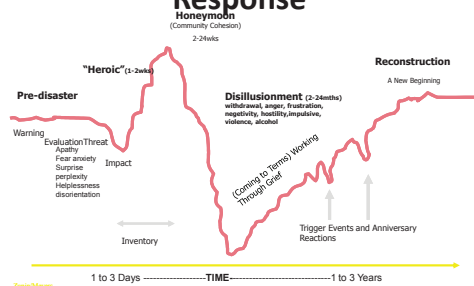 Response
Honeymoon
(Community Cohesion)
2-24wks
"Heroic" (1-2wks)
Reconstruction
A New Beginning
Pre-disaster
Disillusionment (2-24mths)
withdrawal, anger, frustration,
negetivity, hostility,impulsive,
violence, alcohol
Warning
EvaluationThreat
Apathy
Fear anxiety
Surprise
perplexity
Helplessness
disorientation
Impact
(Coming to Terms) Working
Through Grief
Inventory
Trigger Events and Anniversary
Reactions
1 to 3 Days -------------------TIME-----------------------------1 to 3 Years